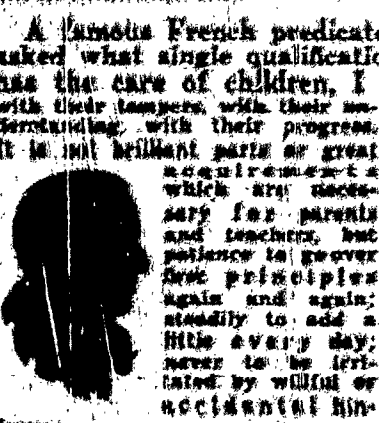 A famous French predicat
asked what single qualificatio
has the care of children, I
with their tempers, with their un-
derstanding, with their progress.
It is not brilliant parts or great
acquirements
which are neces-
sary for parents
and teachers, but
patience to go over
first principles
again and again;
steadily to add a
little every day;
never to be irri-
tated by willful or
accidental hin-